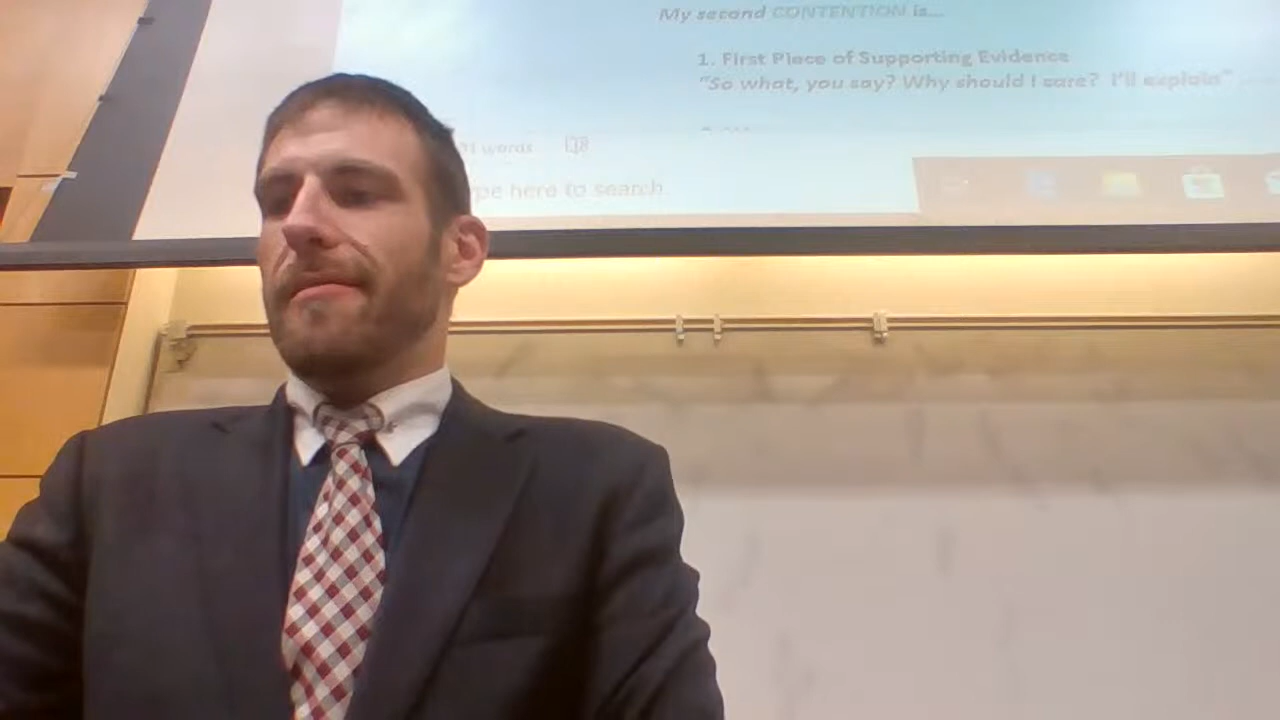 My second CONTENTION is...
1. First Piece of Supporting Evidence
"So what, you say? Why should I care? I'll explain"
words
here to search